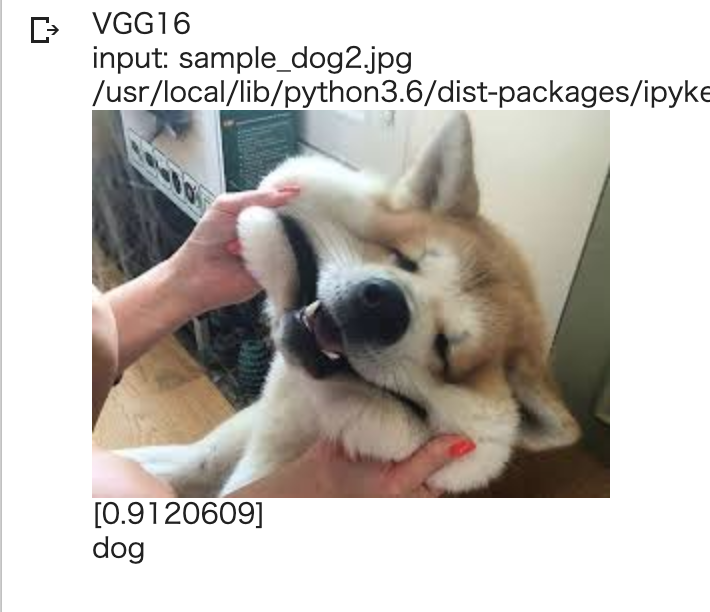 VGG16
input: sample_dog2.jpg
/usr/local/lib/python3.6/dist-packages/ipyke
[0.9120609]
dog